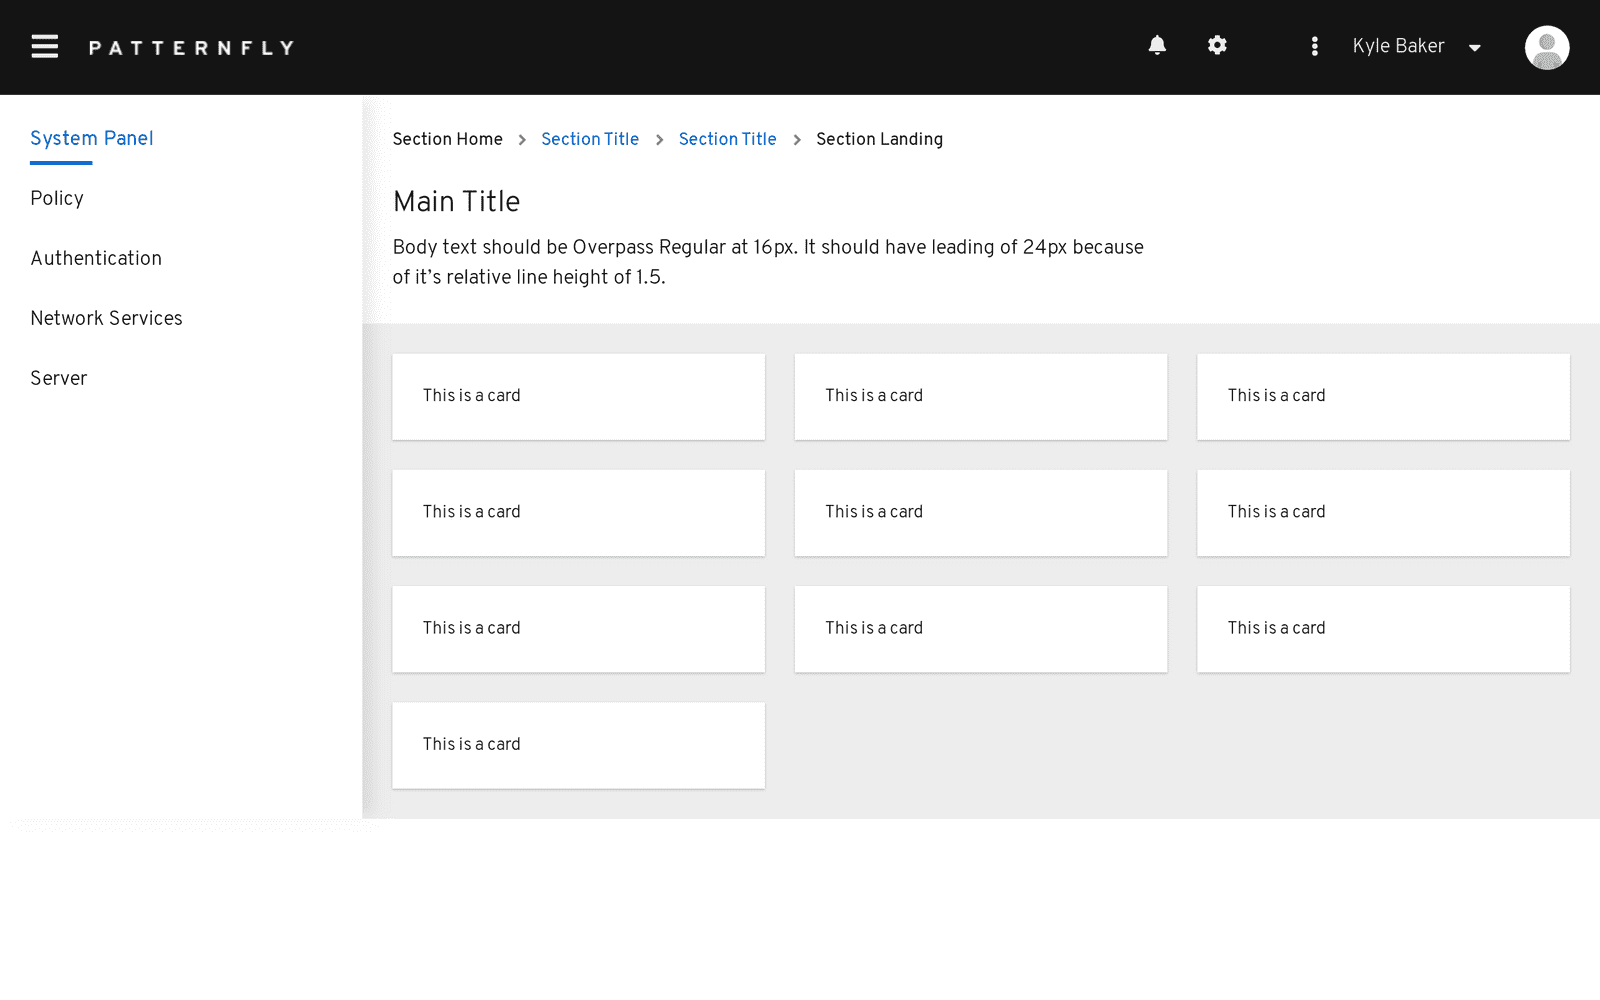 PATTERNFLY
Kyle Baker
System Panel
Policy
Authentication
Network Services
Server
Section Home > Section Title > Section Title > Section Landing
Main Title
Body text should be Overpass Regular at 16px. It should have leading of 24px because
of it’s relative line height of 1.5.
This is a card
This is a card
This is a card
This is a card
This is a card
This is a card
This is a card
This is a card
This is a card
This is a card